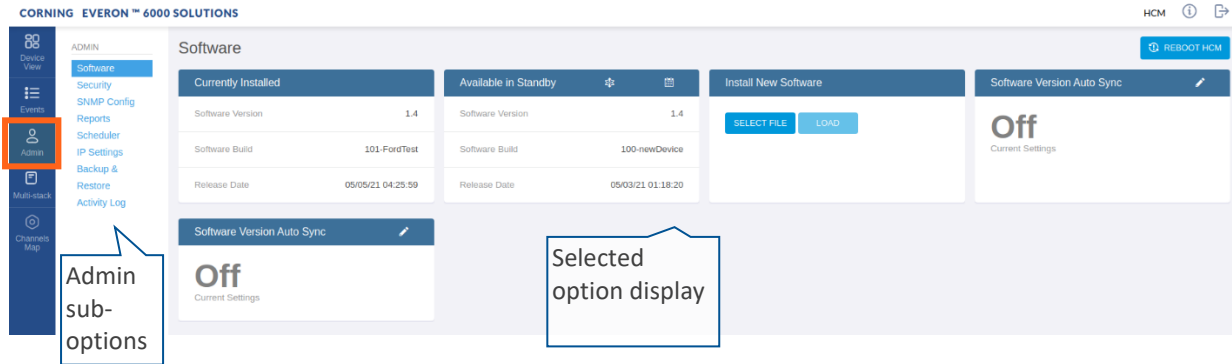 CORNING EVERON ™ 6000 SOLUTIONS
HCM
Device
View
Events
Admin
Multi-stack
Channels
Map
ADMIN
Software
Security
SNMP Config
Reports
Scheduler
IP Settings
Backup &
Restore
Activity Log
Admin
sub-
options
Software
REBOOT HCM
Currently Installed
Software Version 1.4
Software Build 101-FordTest
Release Date 05/05/21 04:25:59
Available in Standby
Software Version 1.4
Software Build 100-newDevice
Release Date 05/03/21 01:18:20
Install New Software
SELECT FILE LOAD
Software Version Auto Sync
Off
Current Settings
Software Version Auto Sync
Off
Current Settings
Selected
option display